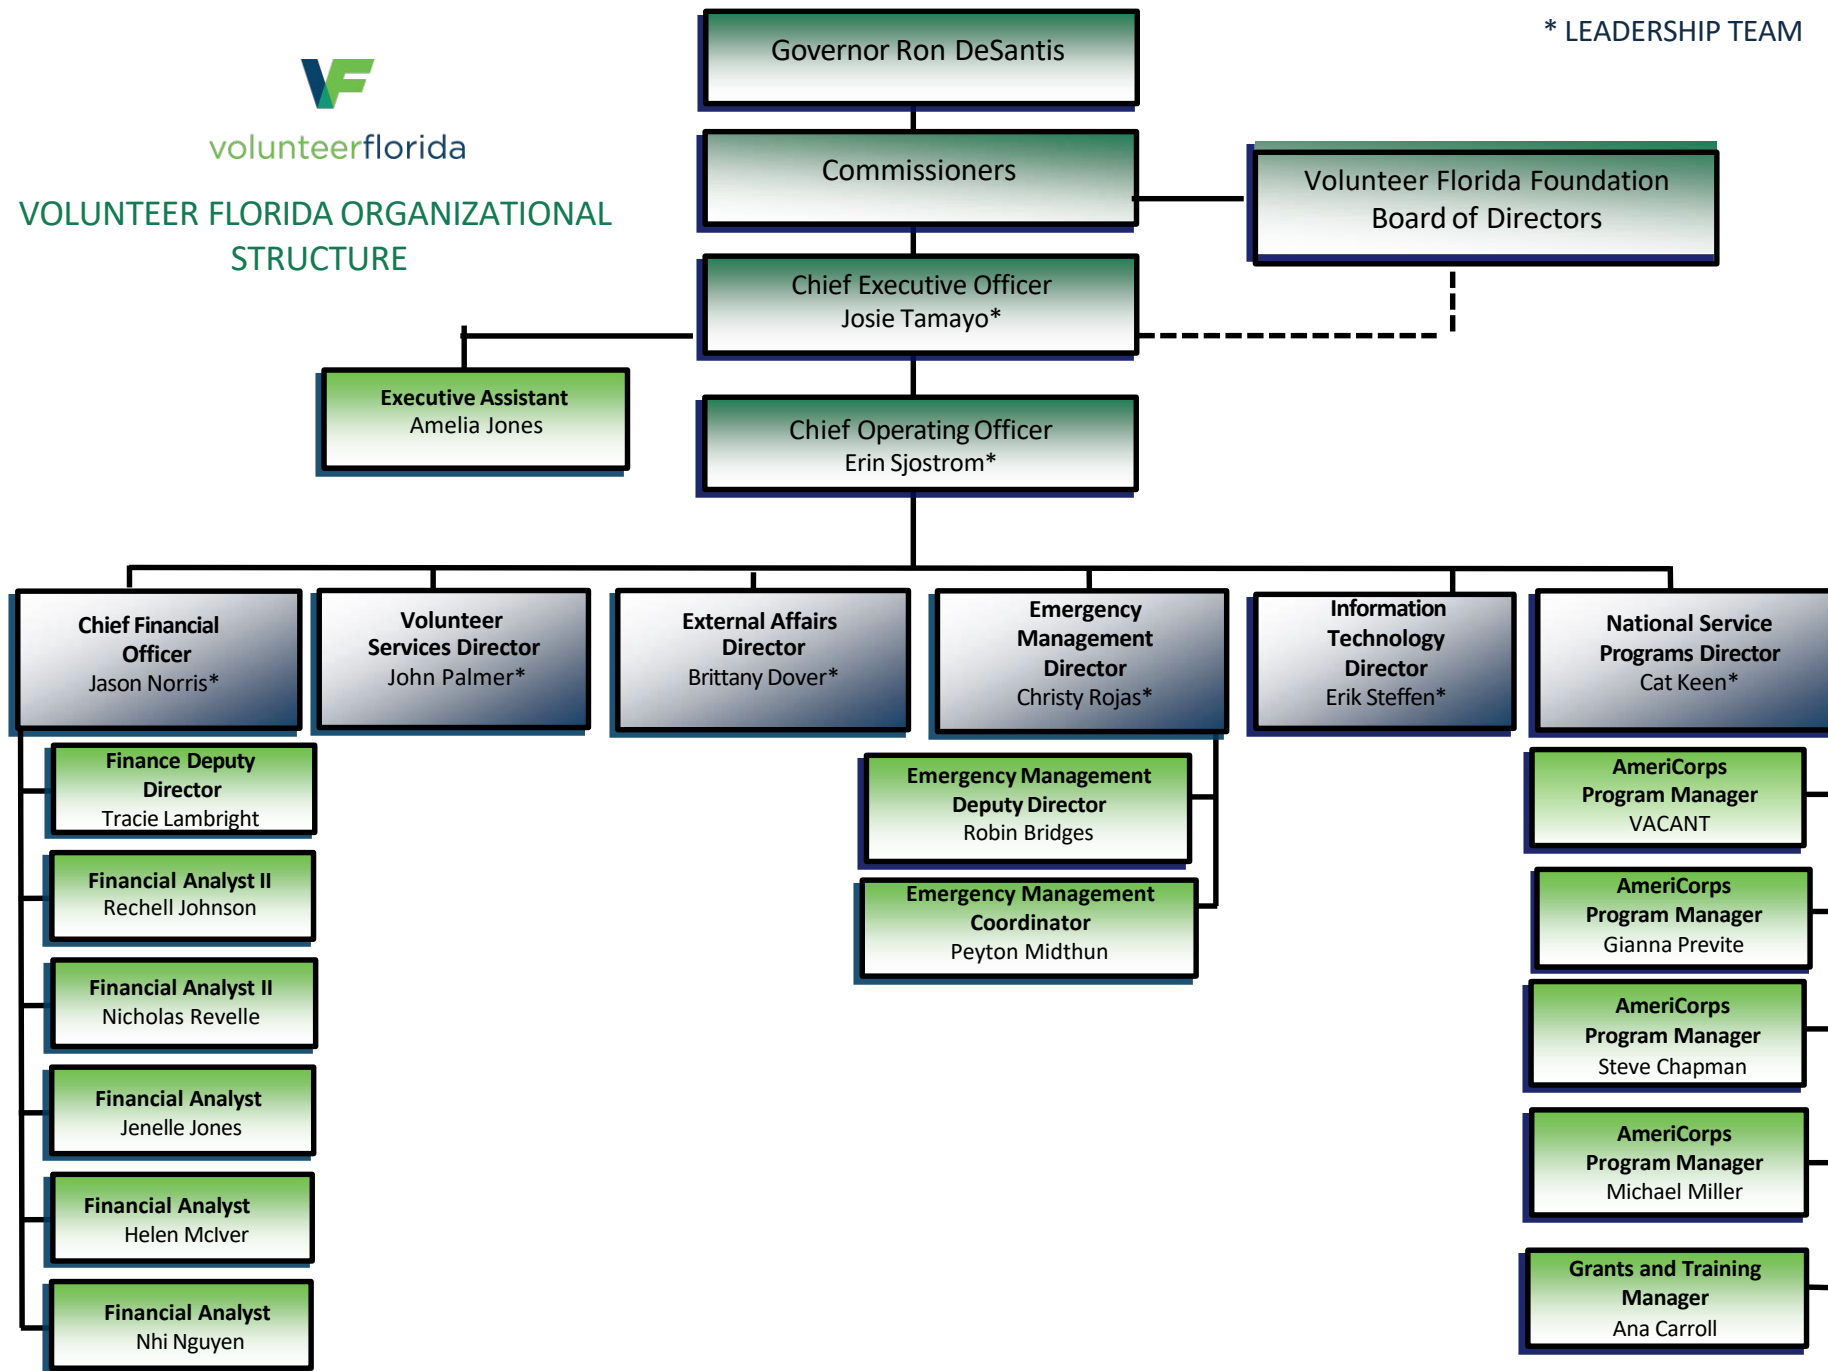 * LEADERSHIP TEAM
Governor Ron DeSantis
VF
volunteerflorida
VOLUNTEER FLORIDA ORGANIZATIONAL
STRUCTURE
Commissioners
Volunteer Florida Foundation
Board of Directors
Chief Executive Officer
Josie Tamayo*
Executive Assistant
Amelia Jones
Chief Operating Officer
Erin Sjostrom*
Chief Financial
Officer
Jason Norris*
Volunteer
Services Director
John Palmer*
External Affairs
Director
Brittany Dover*
Emergency
Management
Director
Christy Rojas*
Information
Technology
Director
Erik Steffen*
National Service
Programs Director
Cat Keen*
Finance Deputy
Director
Tracie Lambright
Financial Analyst II
Rechell Johnson
Financial Analyst II
Nicholas Revelle
Financial Analyst
Jenelle Jones
Financial Analyst
Helen McIver
Financial Analyst
Nhi Nguyen
Emergency Management
Deputy Director
Robin Bridges
Emergency Management
Coordinator
Peyton Midthun
AmeriCorps
Program Manager
VACANT
AmeriCorps
Program Manager
Gianna Previte
AmeriCorps
Program Manager
Steve Chapman
AmeriCorps
Program Manager
Michael Miller
Grants and Training
Manager
Ana Carroll